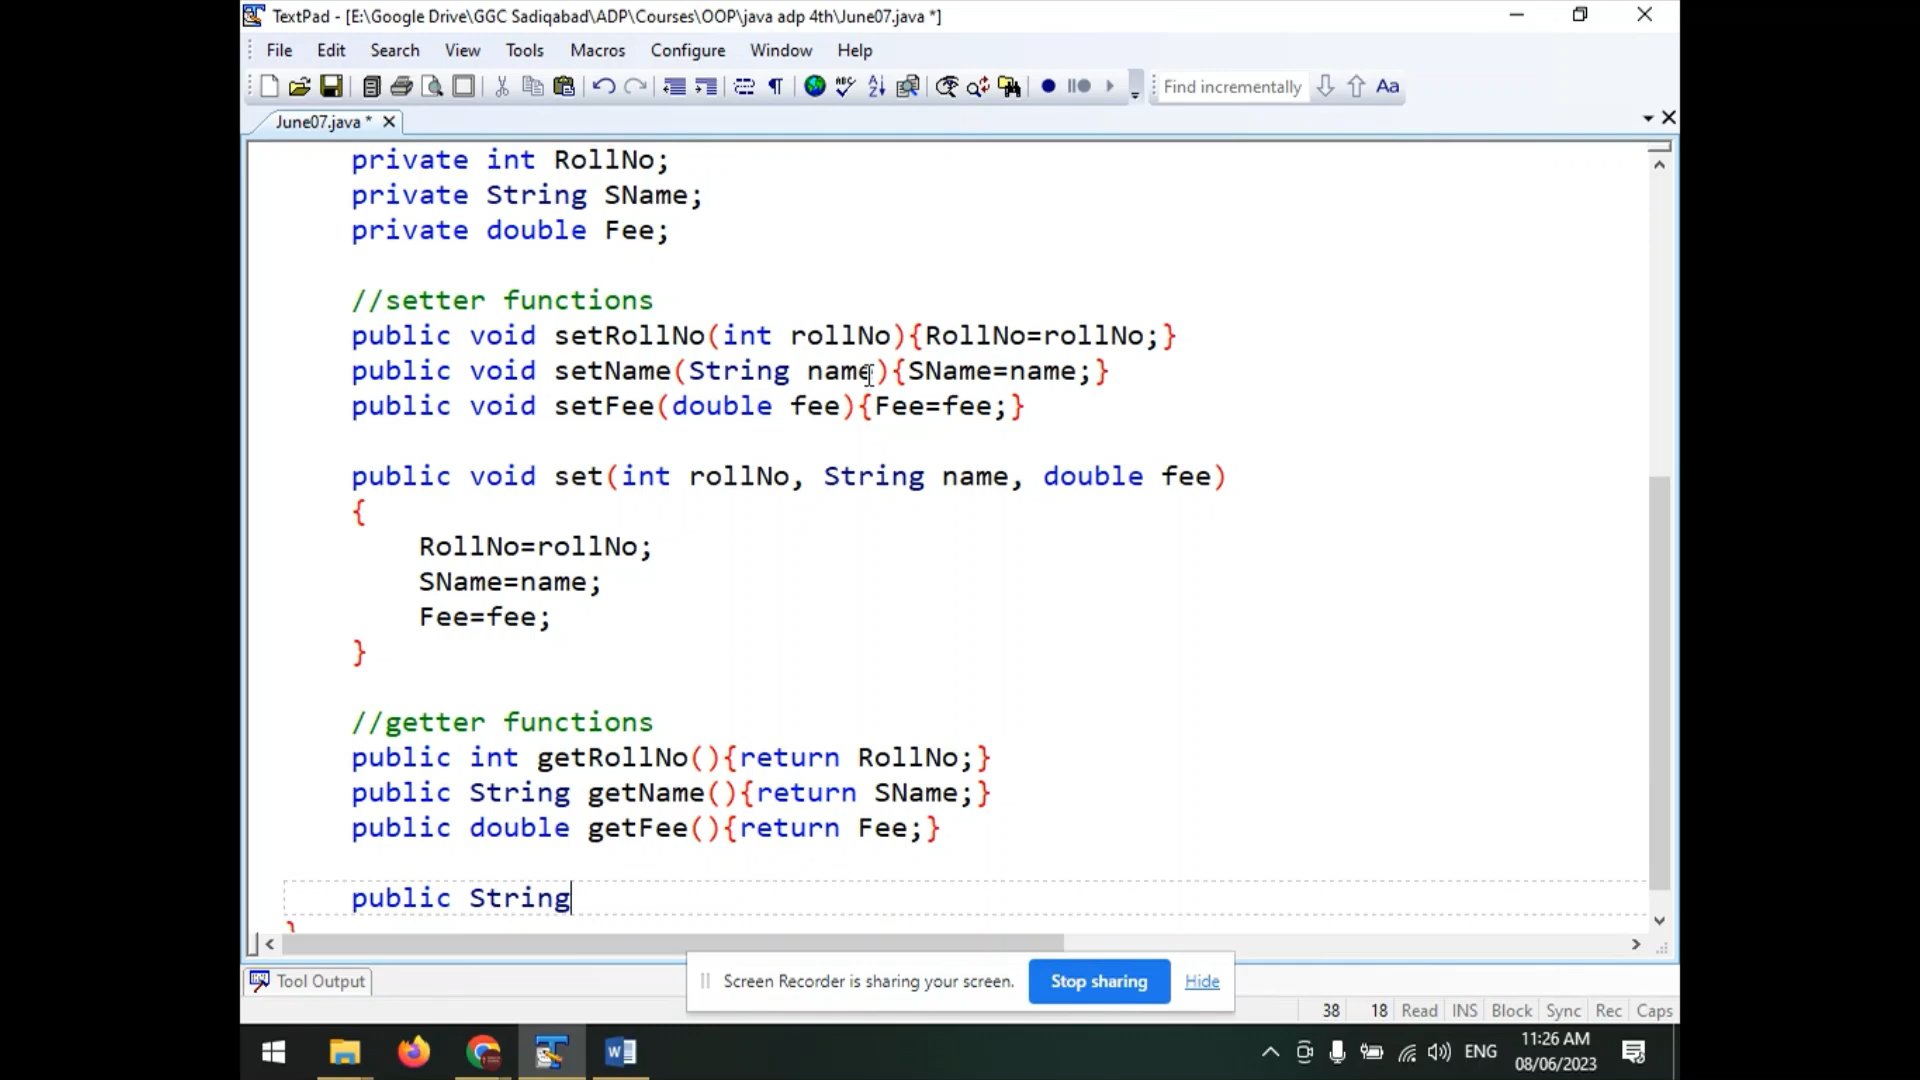 TextPad - [E:\Google Drive\GGC Sadiqabad\ADP\Courses\OOP\java adp 4th\June07.java *]
File Edit Search View Tools Macros Configure Window Help
Find incrementally Aa
June07.java *
private int RollNo;
private String SName;
private double Fee;
//setter functions
public void setRollNo(int rollNo){RollNo=rollNo;}
public void setName(String name){SName=name;}
public void setFee(double fee){Fee=fee;}
public void set(int rollNo, String name, double fee)
{
RollNo=rollNo;
SName=name;
Fee=fee;
}
//getter functions
public int getRollNo(){return RollNo;}
public String getName(){return SName;}
public double getFee(){return Fee;}
public String
}
Screen Recorder is sharing your screen. Stop sharing Hide
Tool Output
38 18 Read INS Block Sync Rec Caps
ENG 11:26 AM
08/06/2023